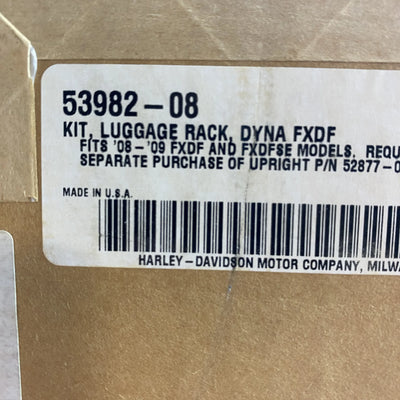 53982-08
KIT, LUGGAGE RACK, DYNA FXDF
FITS '08-'09 FXDF AND FXDFSE MODELS. REQU
SEPARATE PURCHASE OF UPRIGHT P/N 52877-0
MADE IN U.S.A.
HARLEY-DAVIDSON MOTOR COMPANY, MILWA